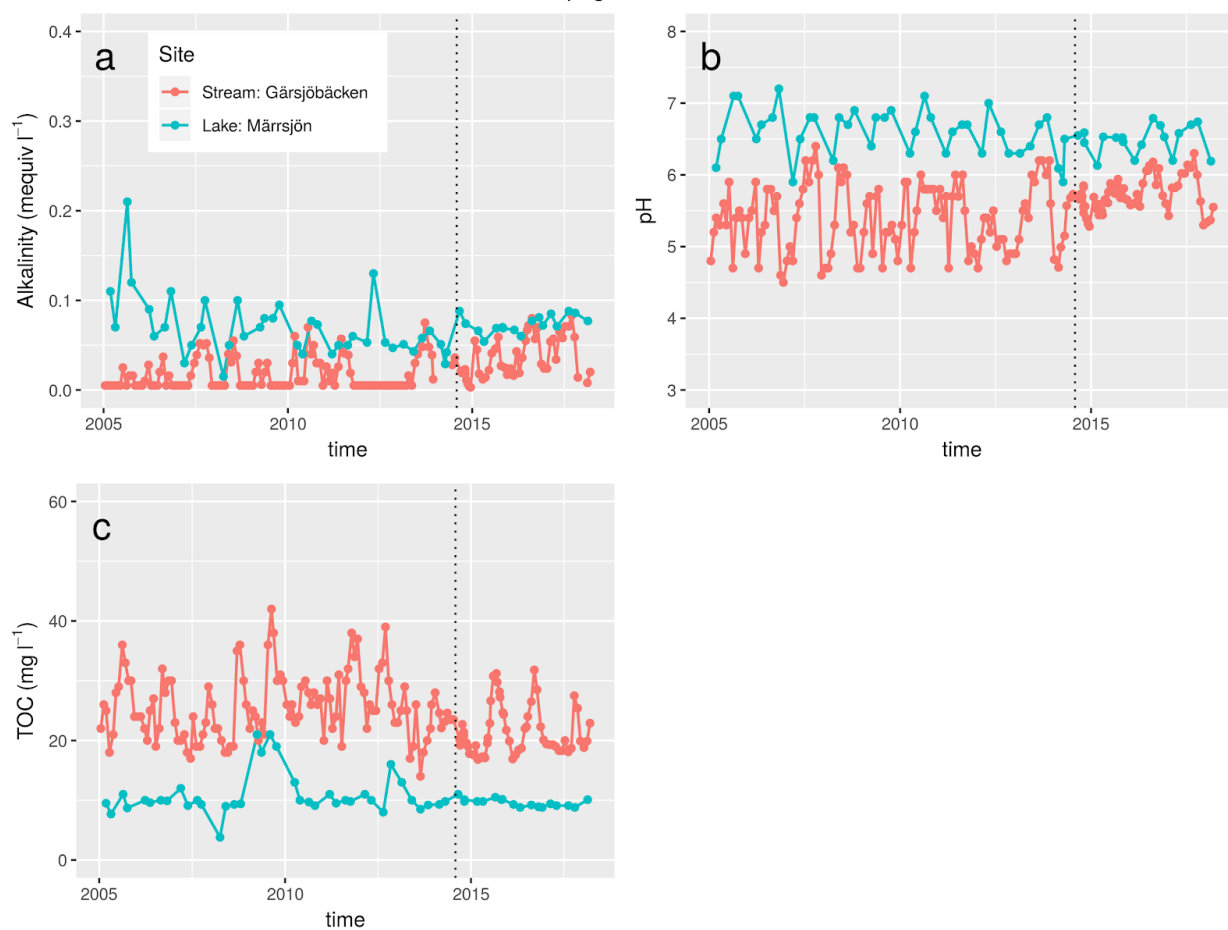 a
Site
Stream: Gärsjöbäcken
Lake: Märrsjön
Alkalinity (mequiv l⁻¹)
0.4
0.3
0.2
0.1
0.0
2005 2010 2015
time
b
pH
8
7
6
5
4
3
2005 2010 2015
time
c
TOC (mg l⁻¹)
60
40
20
0
2005 2010 2015
time